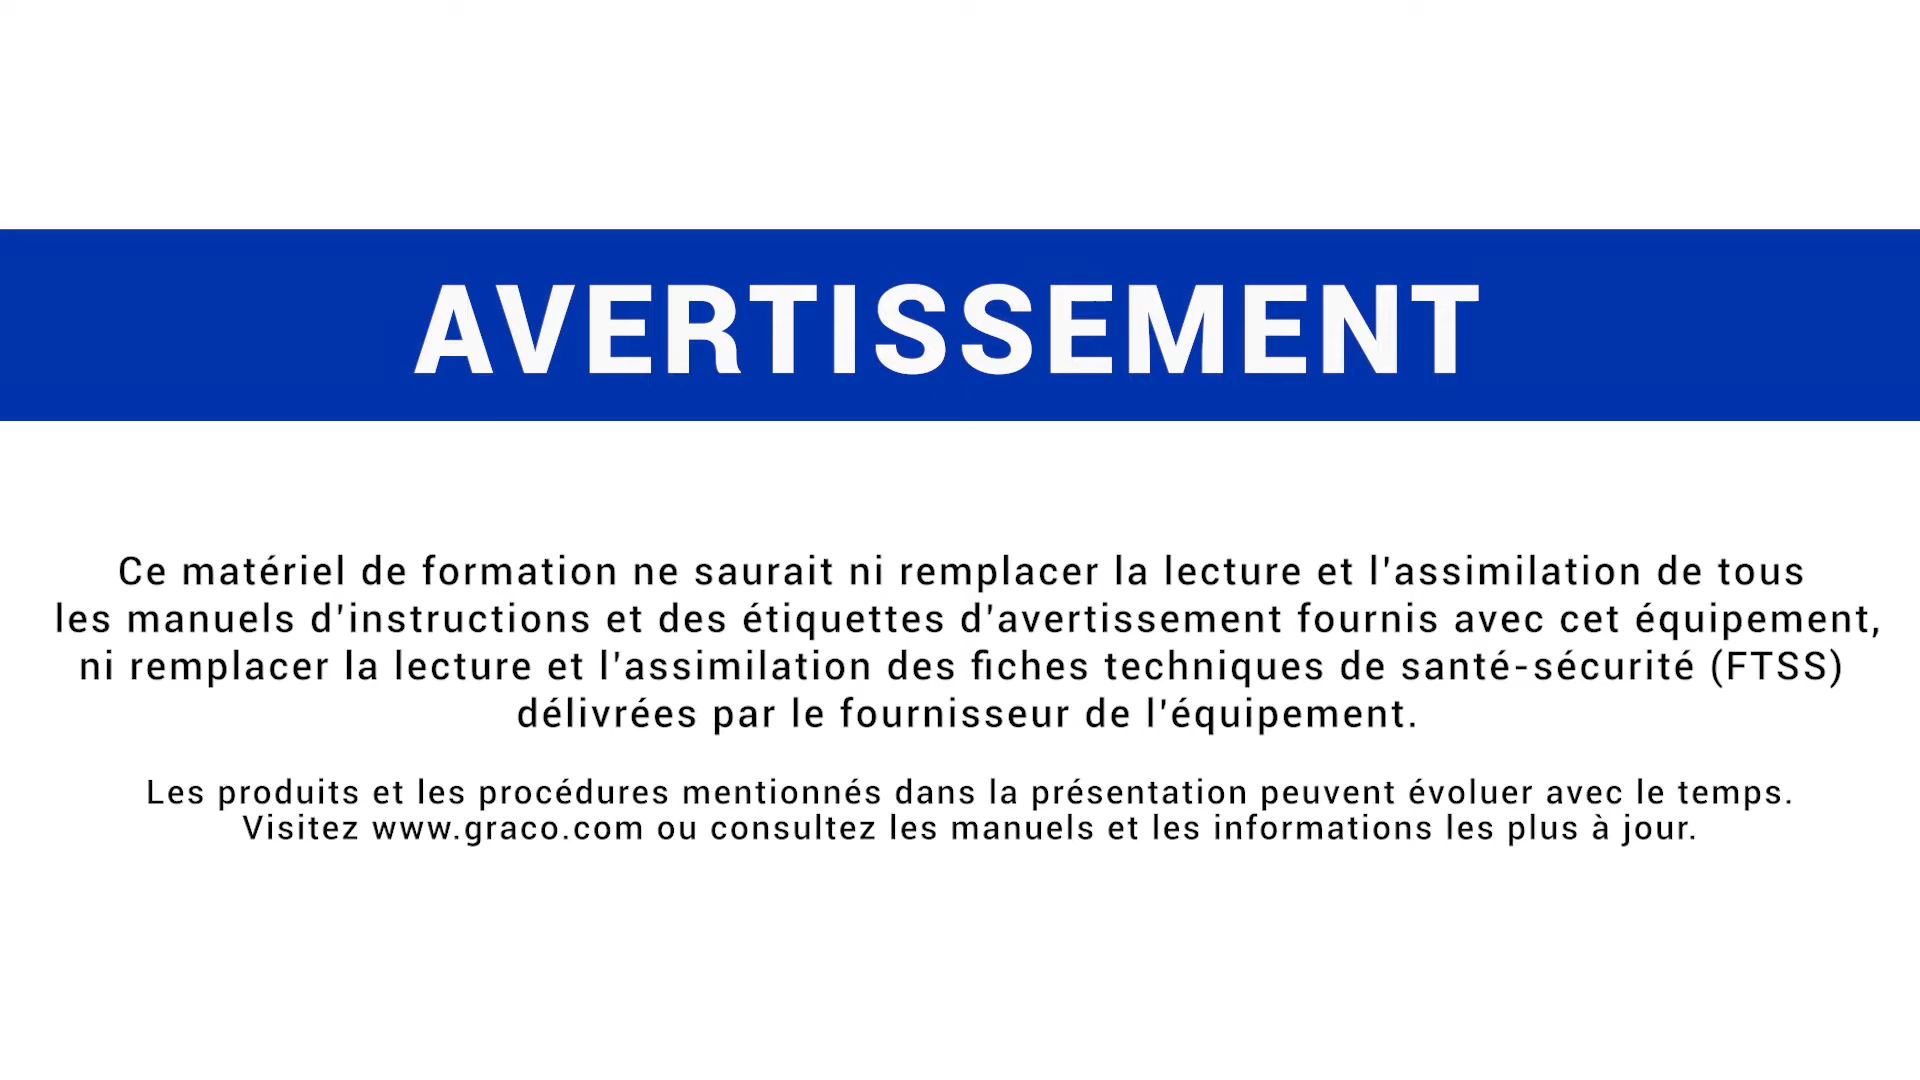 AVERTISSEMENT
Ce matériel de formation ne saurait ni remplacer la lecture et l'assimilation de tous
les manuels d'instructions et des étiquettes d'avertissement fournis avec cet équipement,
ni remplacer la lecture et l'assimilation des fiches techniques de santé-sécurité (FTSS)
délivrées par le fournisseur de l'équipement.
Les produits et les procédures mentionnés dans la présentation peuvent évoluer avec le temps.
Visitez www.graco.com ou consultez les manuels et les informations les plus à jour.